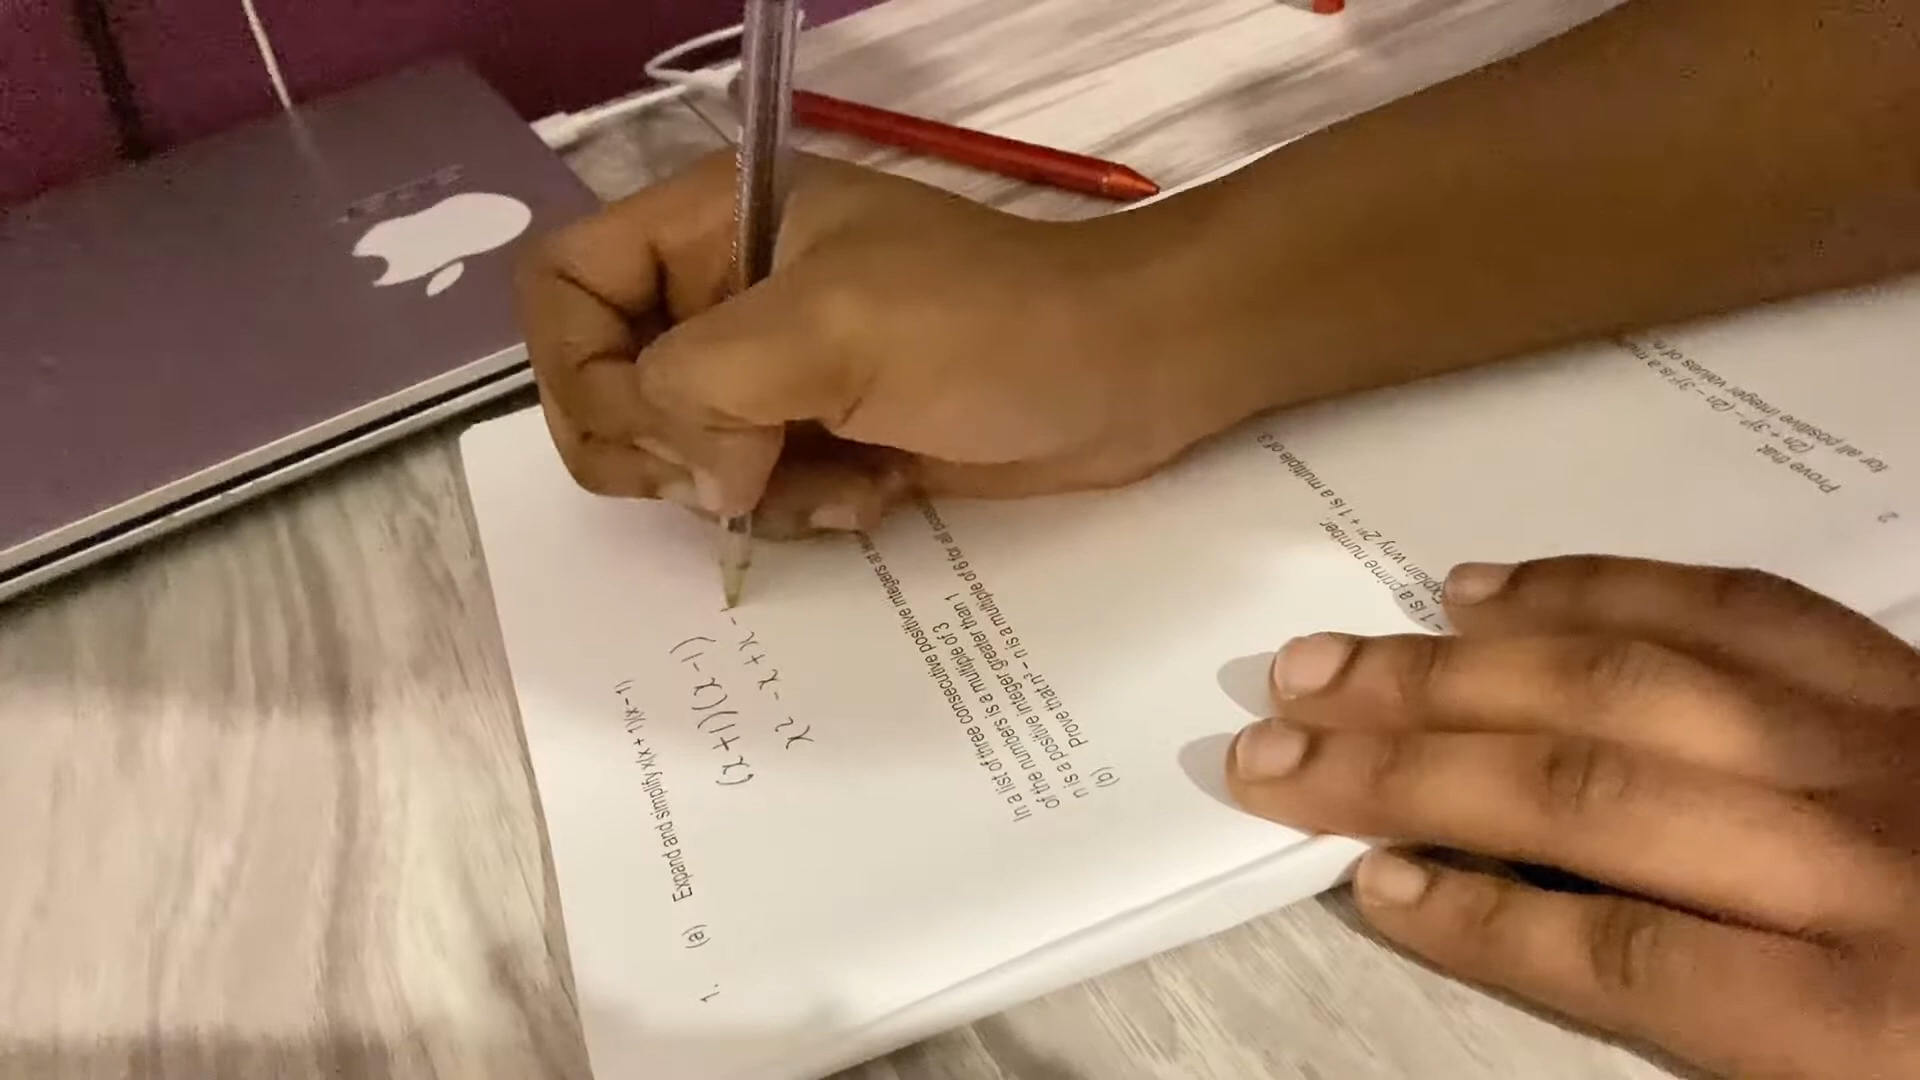 1. (a) Expand and simplify x(x + 1)(x − 1)
(x+1)(x-1)
x2 - x + x -
In a list of three consecutive positive integers at
of the numbers is a multiple of 3
n is a positive integer greater than 1
(b) Prove that n³ − n is a multiple of 6 for all
− 1 is a prime number.
Explain why 2ⁿ + 1 is a multiple of 3
2 Prove that
(2n + 3)² − (2n − 3)² is a
for all positive integer values of